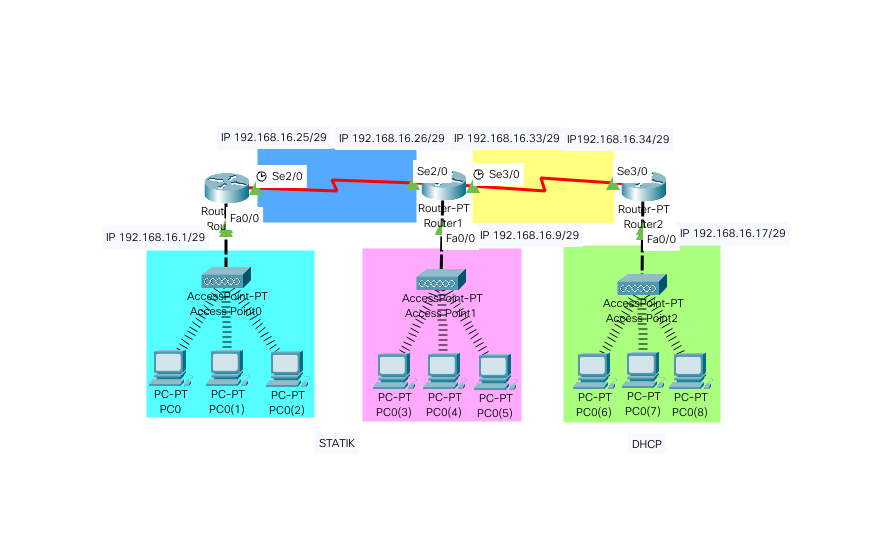 IP 192.168.16.25/29
IP 192.168.16.26/29
IP 192.168.16.33/29
IP192.168.16.34/29
Se2/0
Se2/0
Se3/0
Se3/0
Router-PT
Router1
Router-PT
Router2
Fa0/0
Fa0/0
Fa0/0
IP 192.168.16.1/29
IP 192.168.16.9/29
IP 192.168.16.17/29
AccessPoint-PT
Access Point0
AccessPoint-PT
Access Point1
AccessPoint-PT
Access Point2
PC-PT
PC0
PC-PT
PC0(1)
PC-PT
PC0(2)
PC-PT
PC0(3)
PC-PT
PC0(4)
PC-PT
PC0(5)
PC-PT
PC0(6)
PC-PT
PC0(7)
PC-PT
PC0(8)
STATIK
DHCP